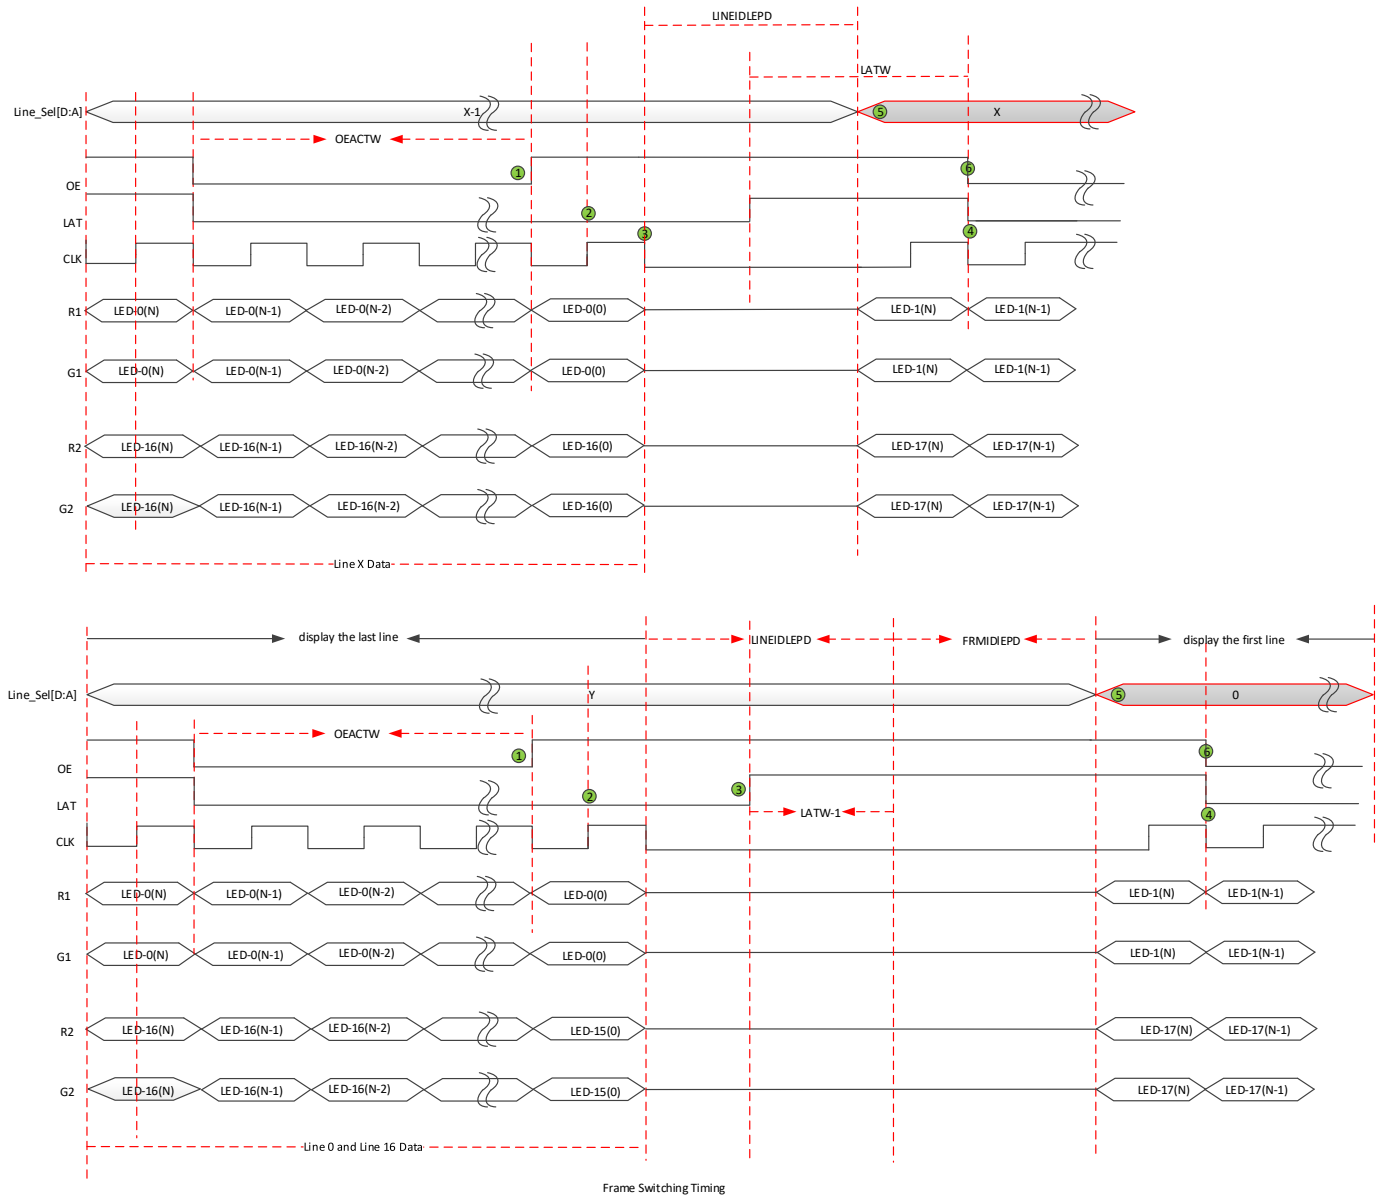 LINEIDLEPD
LATW
Line_Sel[D:A]
X-1
5
X
OEACTW
OE
1
6
LAT
2
CLK
3
4
R1
LED-0(N)
LED-0(N-1)
LED-0(N-2)
LED-0(0)
LED-1(N)
LED-1(N-1)
G1
LED-0(N)
LED-0(N-1)
LED-0(N-2)
LED-0(0)
LED-1(N)
LED-1(N-1)
R2
LED-16(N)
LED-16(N-1)
LED-16(N-2)
LED-16(0)
LED-17(N)
LED-17(N-1)
G2
LED-16(N)
LED-16(N-1)
LED-16(N-2)
LED-16(0)
LED-17(N)
LED-17(N-1)
Line X Data
display the last line
LINEIDLEPD
FRMIDIEPD
display the first line
Line_Sel[D:A]
Y
5
0
OEACTW
OE
1
6
LAT
2
3
LATW-1
4
CLK
R1
LED-0(N)
LED-0(N-1)
LED-0(N-2)
LED-0(0)
LED-1(N)
LED-1(N-1)
G1
LED-0(N)
LED-0(N-1)
LED-0(N-2)
LED-0(0)
LED-1(N)
LED-1(N-1)
R2
LED-16(N)
LED-16(N-1)
LED-16(N-2)
LED-15(0)
LED-17(N)
LED-17(N-1)
G2
LED-16(N)
LED-16(N-1)
LED-16(N-2)
LED-15(0)
LED-17(N)
LED-17(N-1)
Line 0 and Line 16 Data
Frame Switching Timing